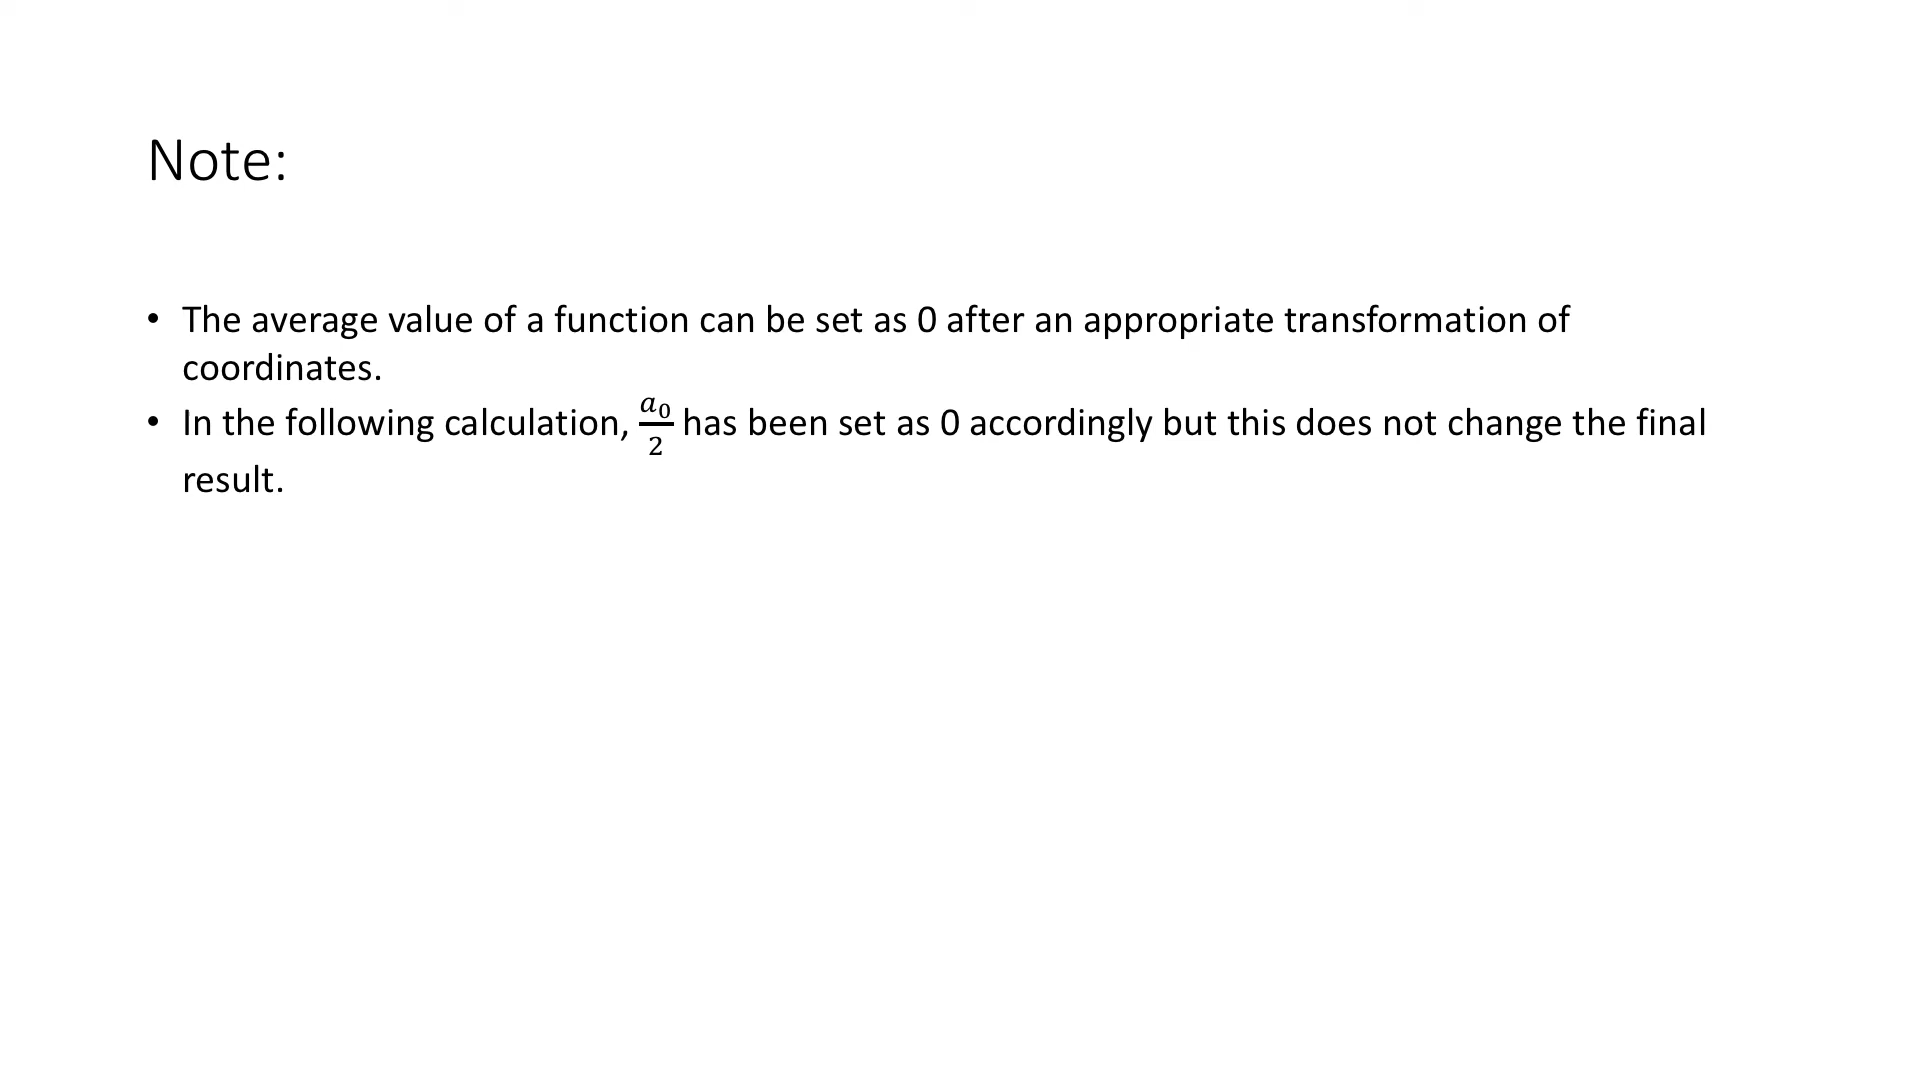 Note:
• The average value of a function can be set as 0 after an appropriate transformation of
coordinates.
• In the following calculation, a₀/2 has been set as 0 accordingly but this does not change the final
result.